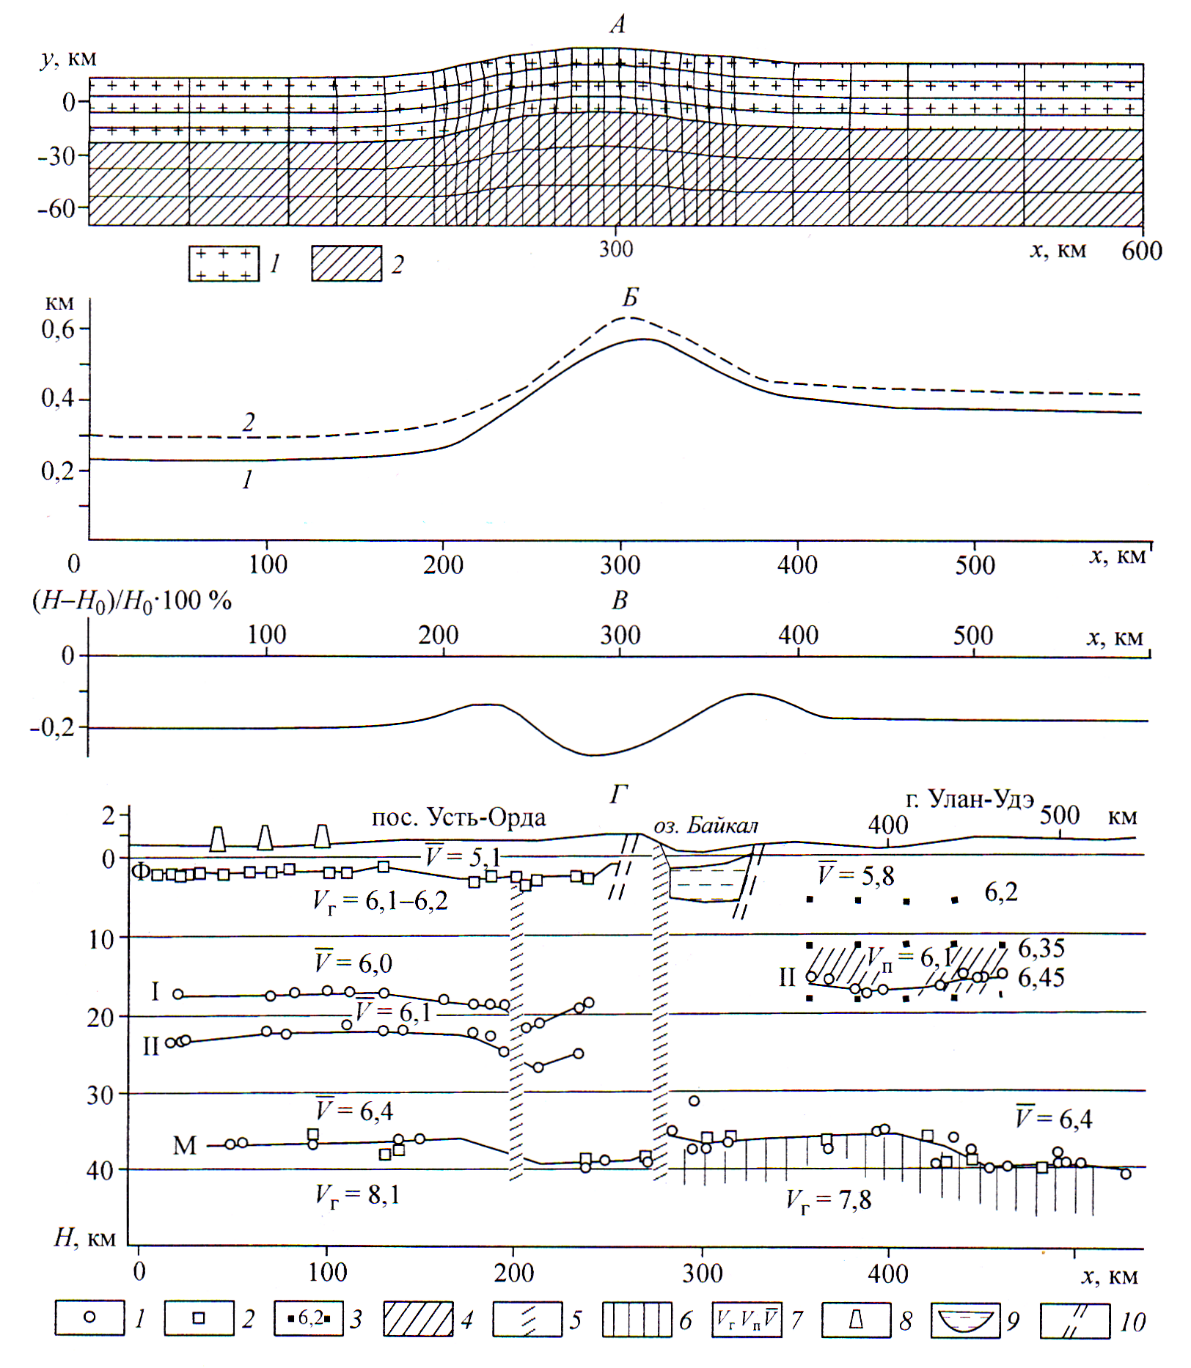 А
y, км
0
-30
-60
300
x, км
600
1
2
Б
км
0,6
0,4
0,2
2
1
0
100
200
300
400
500
x, км
(H–H₀)/H₀·100 %
В
100
200
300
400
500
x, км
0
-0,2
Г
г. Улан-Удэ
пос. Усть-Орда
оз. Байкал
400
500
км
2
0
10
20
30
40
Ф
V̅ = 5,1
V̅ = 5,8
Vг = 6,1–6,2
6,2
V̅ = 6,0
Vп = 6,1
6,35
6,45
I
II
V̅ = 6,1
II
V̅ = 6,4
V̅ = 6,4
М
Vг = 8,1
Vг = 7,8
H, км
0
100
200
300
400
x, км
1
2
6,2
3
4
5
6
Vг Vп V̅
7
8
9
10